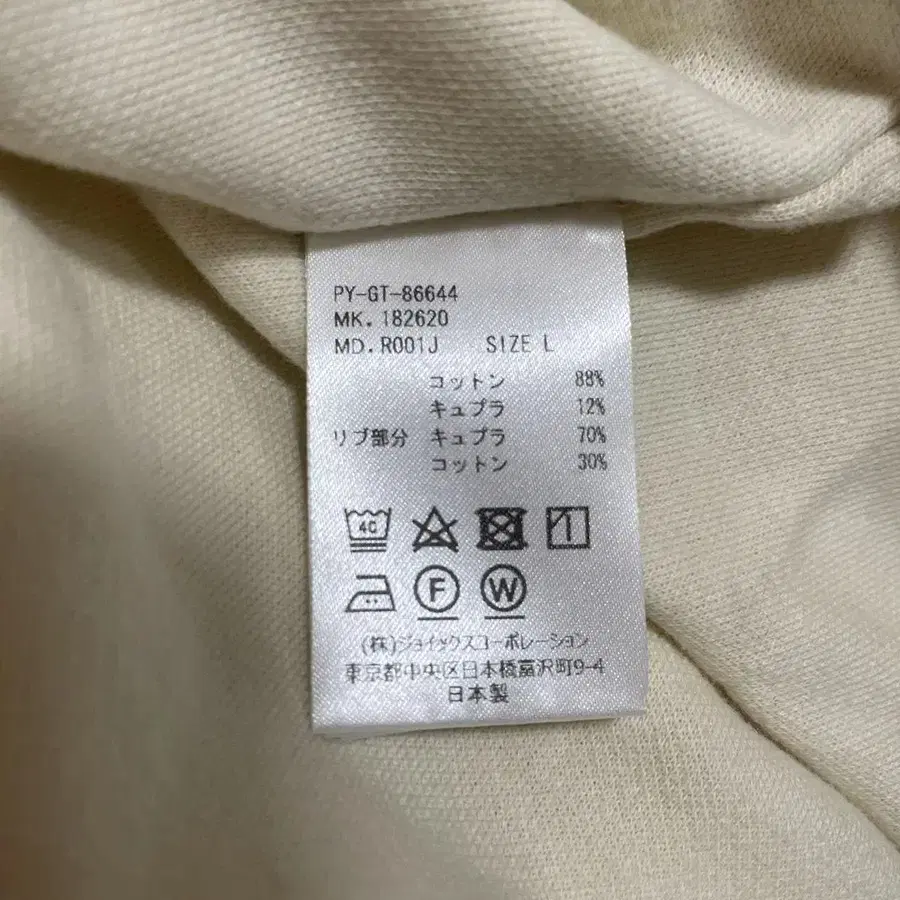 PY-GT-86644
MK. 182620
MD. R001J SIZE L
コットン 88%
キュプラ 12%
リブ部分 キュプラ 70%
コットン 30%
40
F W
(株)ジョイックスコーポレーション
東京都中央区日本橋富沢町9-4
日本製